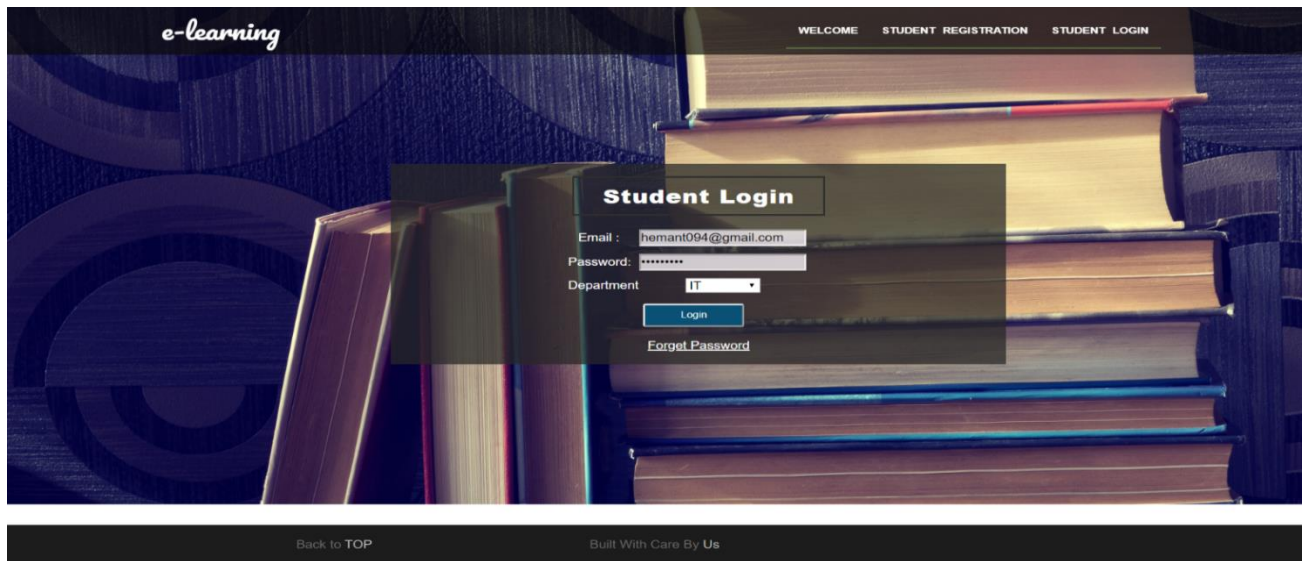 e-learning
WELCOME STUDENT REGISTRATION STUDENT LOGIN
Student Login
Email : hemant094@gmail.com
Password: •••••••••
Department IT
Login
Forget Password
Back to TOP Built With Care By Us